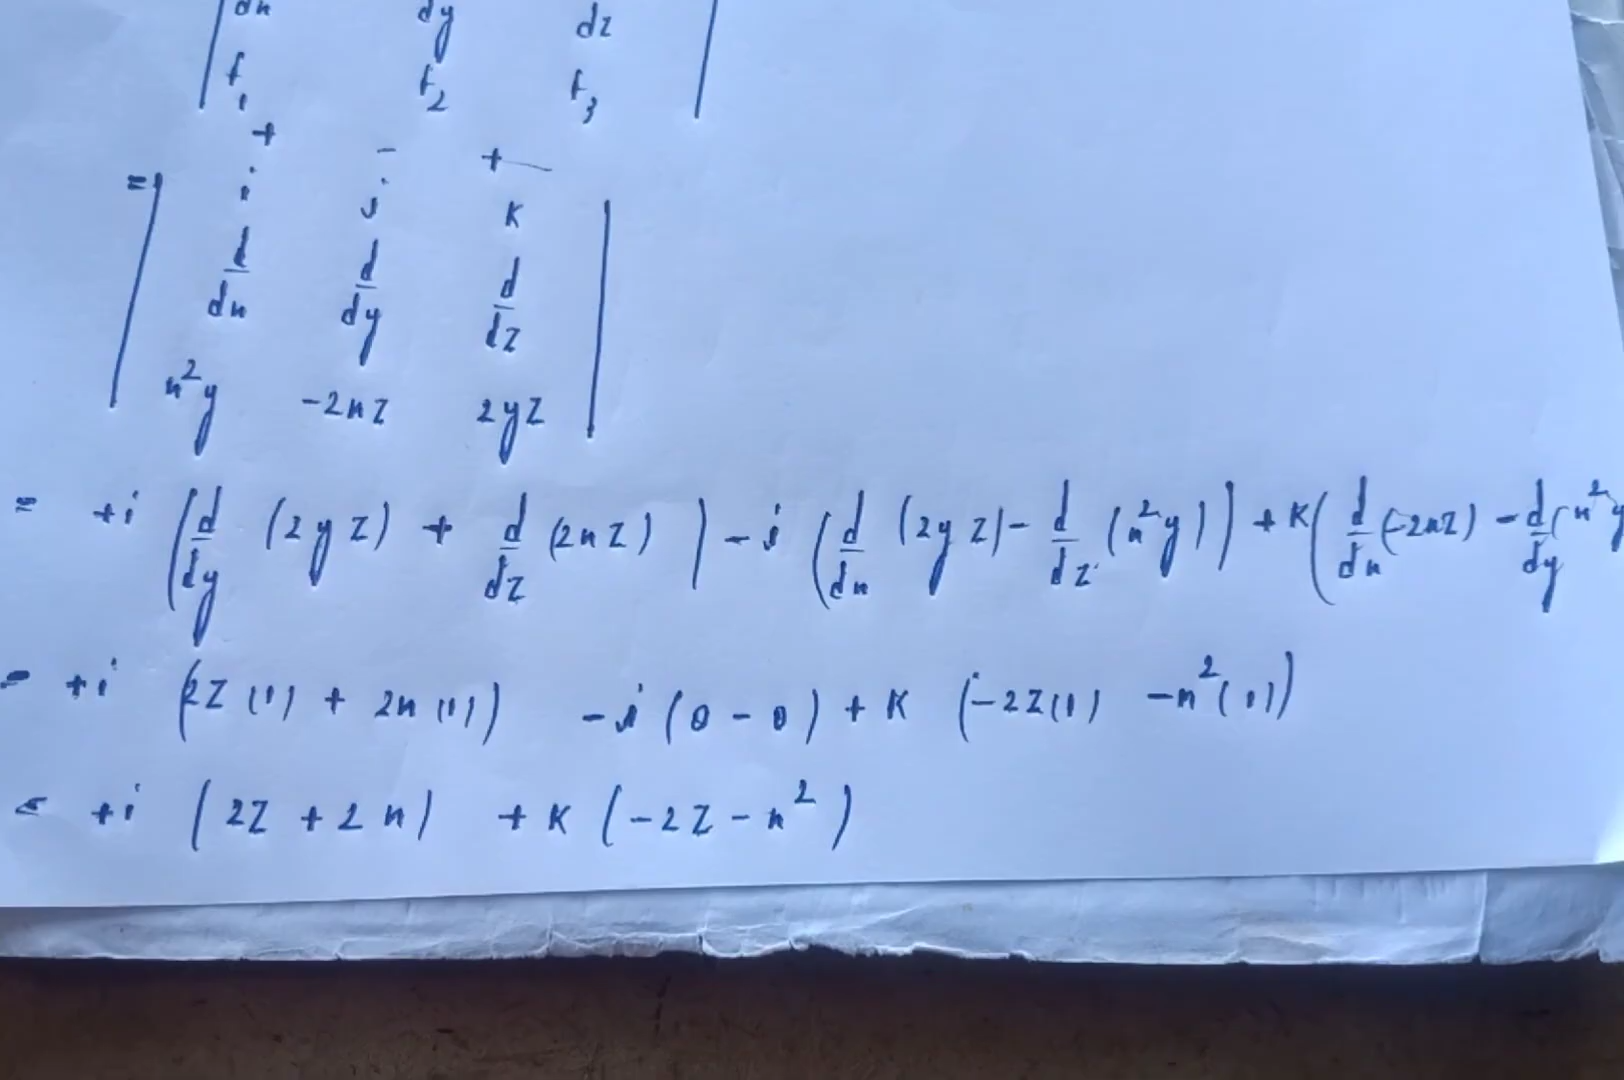 dx dy dz
f1 f2 f3
+ - +
= | i j k |
d/dx d/dy d/dz
x²y -2xz 2yz
= +i (d/dy (2yz) + d/dz (2xz)) - j (d/dx (2yz) - d/dz (x²y)) + k (d/dx (-2xz) - d/dy (x²y
= +i (2z(1) + 2x(1)) - j (0 - 0) + k (-2z(1) - x²(1))
= +i (2z + 2x) + k (-2z - x²)